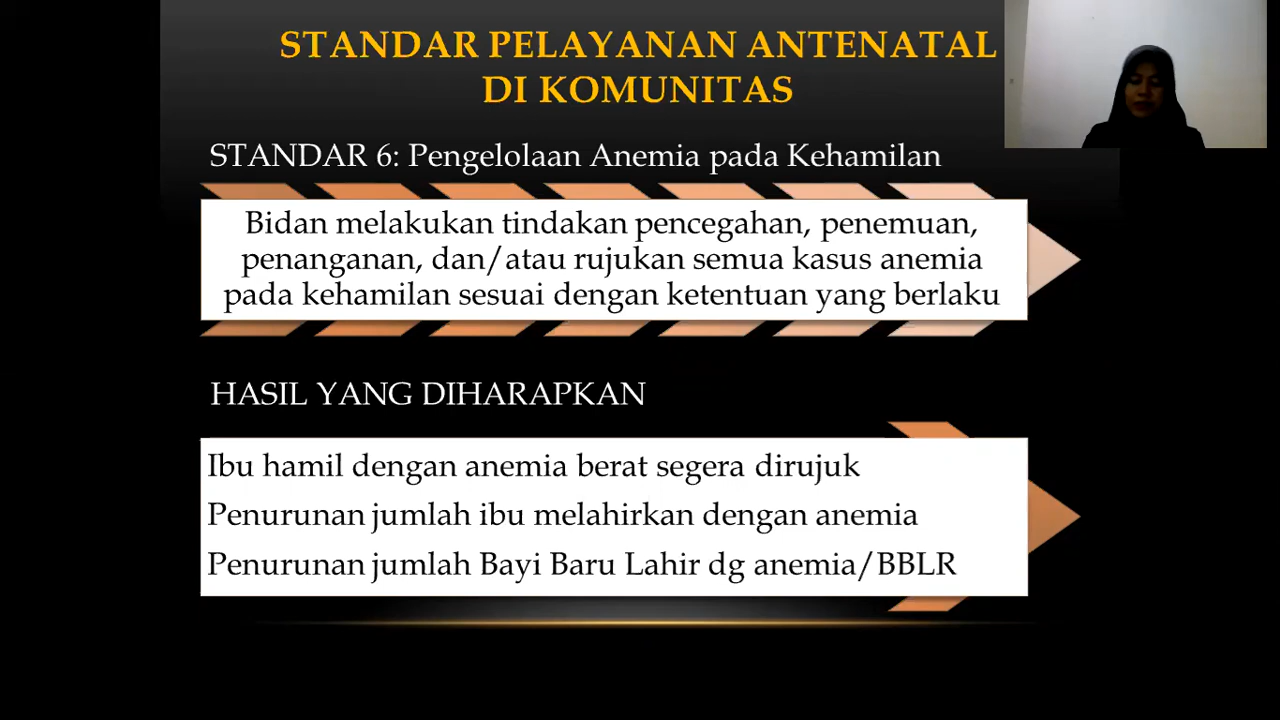 STANDAR PELAYANAN ANTENATAL
DI KOMUNITAS
STANDAR 6: Pengelolaan Anemia pada Kehamilan
Bidan melakukan tindakan pencegahan, penemuan,
penanganan, dan/atau rujukan semua kasus anemia
pada kehamilan sesuai dengan ketentuan yang berlaku
HASIL YANG DIHARAPKAN
Ibu hamil dengan anemia berat segera dirujuk
Penurunan jumlah ibu melahirkan dengan anemia
Penurunan jumlah Bayi Baru Lahir dg anemia/BBLR